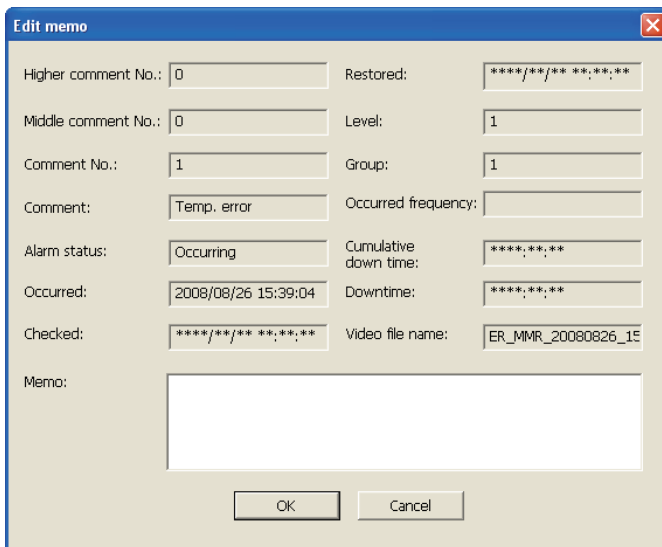 Edit memo
Higher comment No.: 0 Restored: ****/**/** **:**:**
Middle comment No.: 0 Level: 1
Comment No.: 1 Group: 1
Comment: Temp. error Occurred frequency:
Alarm status: Occurring Cumulative down time: ****:**:**
Occurred: 2008/08/26 15:39:04 Downtime: ****:**:**
Checked: ****/**/** **:**:** Video file name: ER_MMR_20080826_15
Memo:
OK Cancel